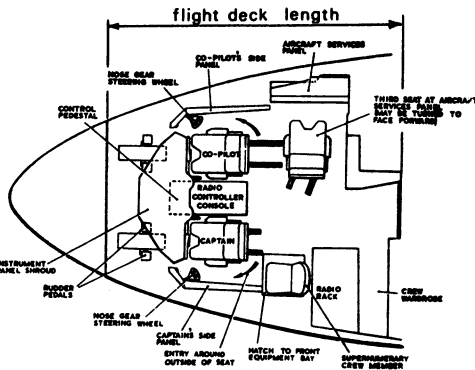 flight deck length
AIRCRAFT SERVICES
PANEL
CO-PILOT'S SIDE
PANEL
NOSE GEAR
STEERING WHEEL
CONTROL
PEDESTAL
THIRD SEAT AT AIRCRAFT
SERVICES PANEL
(MAY BE TURNED TO
FACE FORWARD)
CO-PILOT
RADIO
CONTROLLER
CONSOLE
CAPTAIN
INSTRUMENT
PANEL SHROUD
RUDDER
PEDALS
NOSE GEAR
STEERING WHEEL
CAPTAIN'S SIDE
PANEL
ENTRY AROUND
OUTSIDE OF SEAT
HATCH TO FRONT
EQUIPMENT BAY
RADIO
RACK
SUPERNUMERARY
CREW MEMBER
CREW
WARDROBE